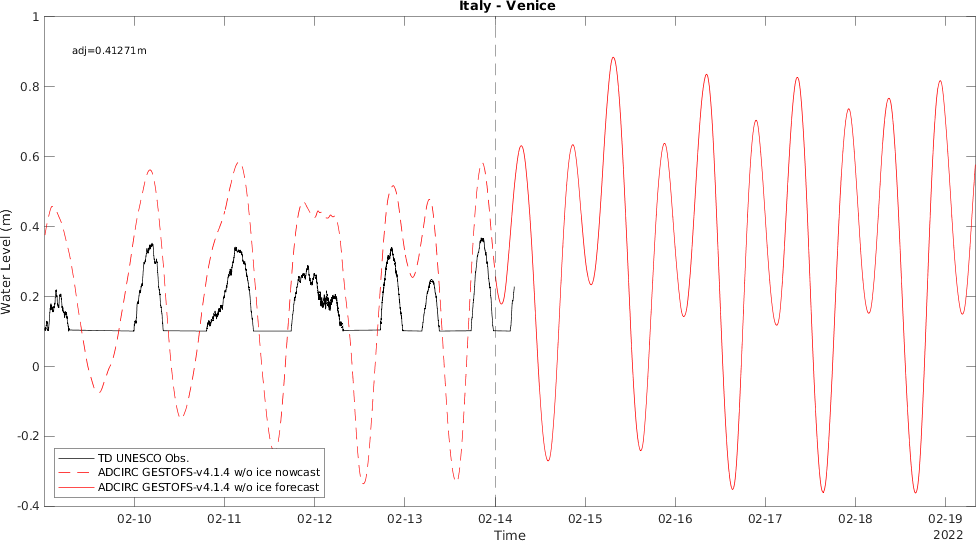 Italy - Venice
adj=0.41271m
1
0.8
0.6
0.4
0.2
0
-0.2
-0.4
Water Level (m)
TD UNESCO Obs.
ADCIRC GESTOFS-v4.1.4 w/o ice nowcast
ADCIRC GESTOFS-v4.1.4 w/o ice forecast
02-10 02-11 02-12 02-13 02-14 02-15 02-16 02-17 02-18 02-19
Time
2022